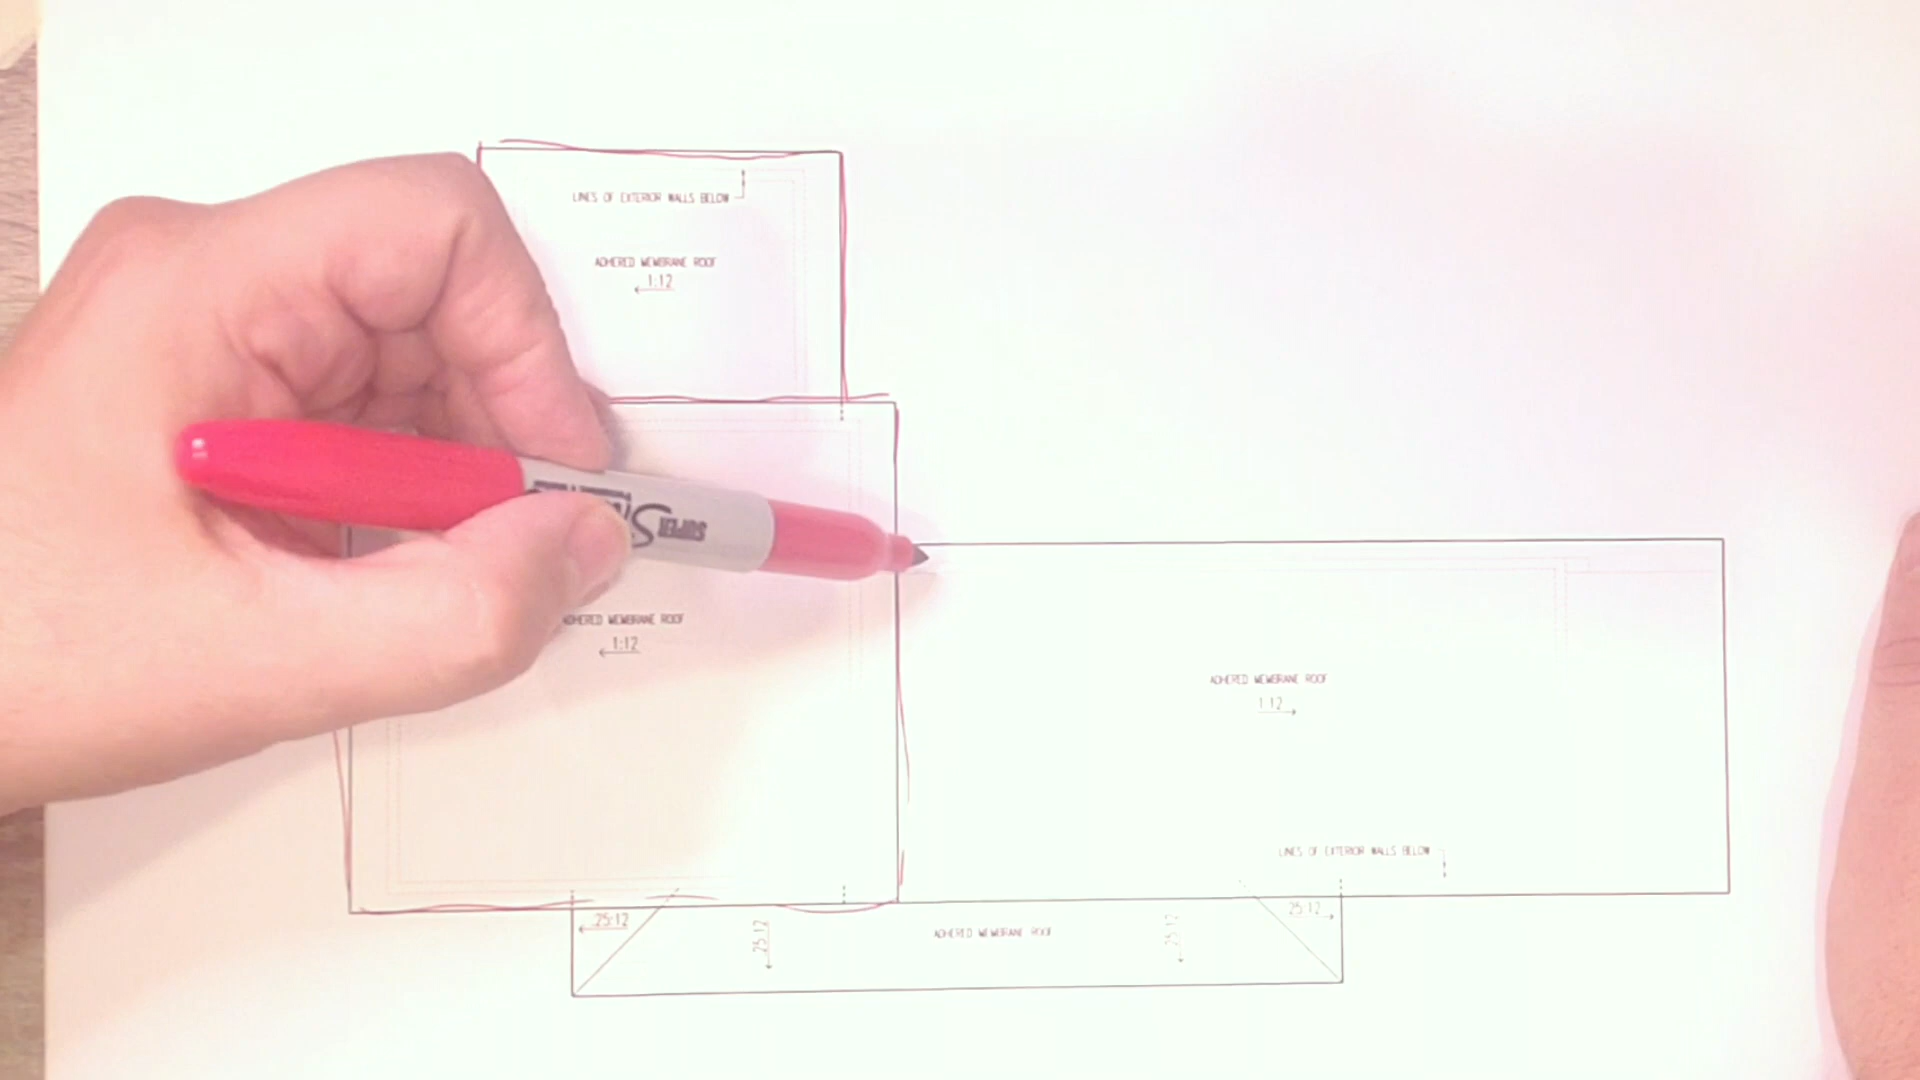 LINES OF EXTERIOR WALLS BELOW
ADHERED MEMBRANE ROOF
1:12
SUPER
ADHERED MEMBRANE ROOF
1:12
ADHERED MEMBRANE ROOF
1:12
LINES OF EXTERIOR WALLS BELOW
.25:12
.25:12
ADHERED MEMBRANE ROOF
.25:12
.25:12